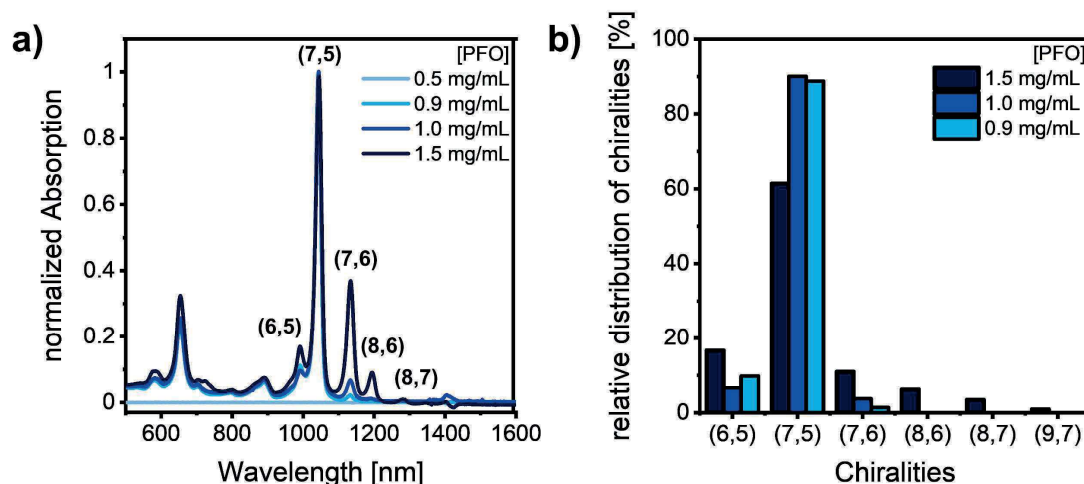 a)
normalized Absorption
1
0.8
0.6
0.4
0.2
0
600
800
1000
1200
1400
1600
Wavelength [nm]
(7,5)
[PFO]
0.5 mg/mL
0.9 mg/mL
1.0 mg/mL
1.5 mg/mL
(7,6)
(6,5)
(8,6)
(8,7)
b)
relative distribution of chiralities [%]
100
80
60
40
20
0
[PFO]
1.5 mg/mL
1.0 mg/mL
0.9 mg/mL
(6,5)
(7,5)
(7,6)
(8,6)
(8,7)
(9,7)
Chiralities